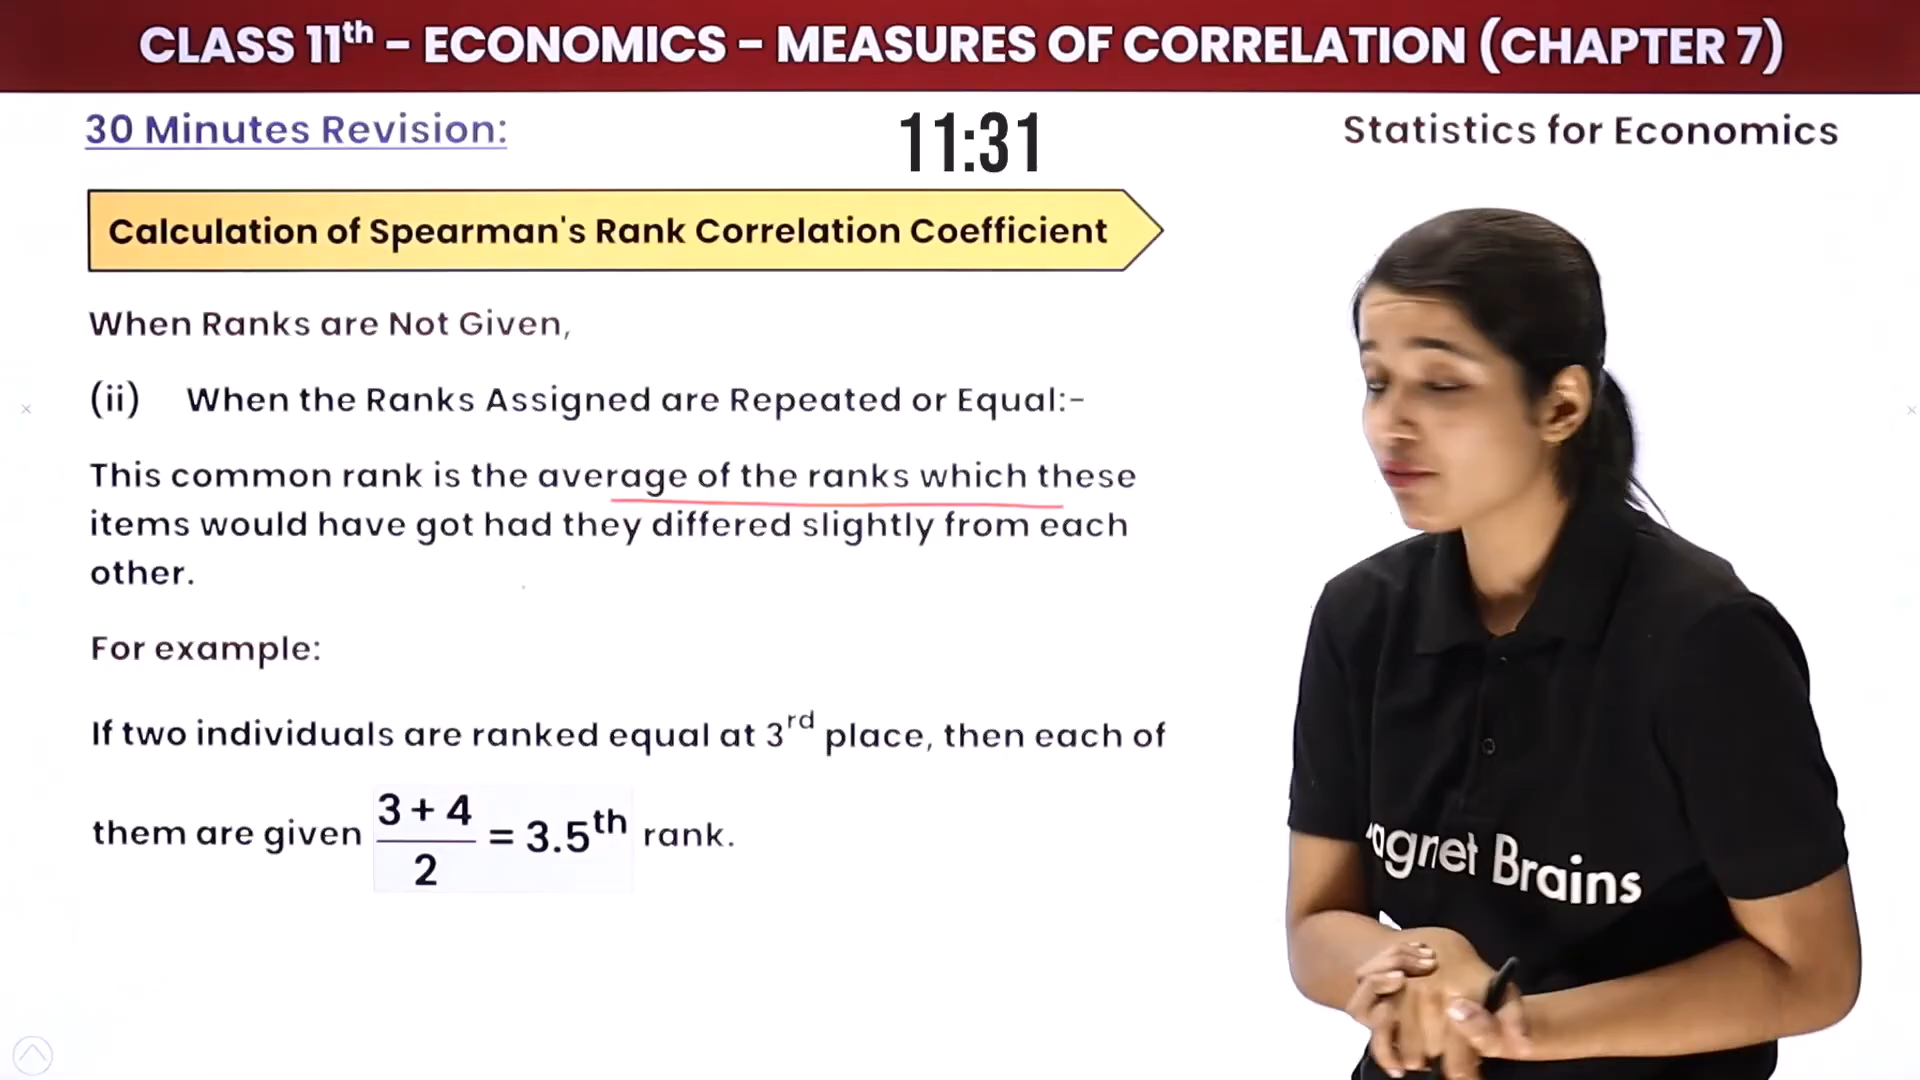 CLASS 11th - ECONOMICS - MEASURES OF CORRELATION (CHAPTER 7)
30 Minutes Revision:
11:31
Statistics for Economics
Calculation of Spearman's Rank Correlation Coefficient
When Ranks are Not Given,
(ii) When the Ranks Assigned are Repeated or Equal:-
This common rank is the average of the ranks which these
items would have got had they differed slightly from each
other.
For example:
If two individuals are ranked equal at 3rd place, then each of
them are given (3 + 4)/2 = 3.5th rank.
agnet Brains